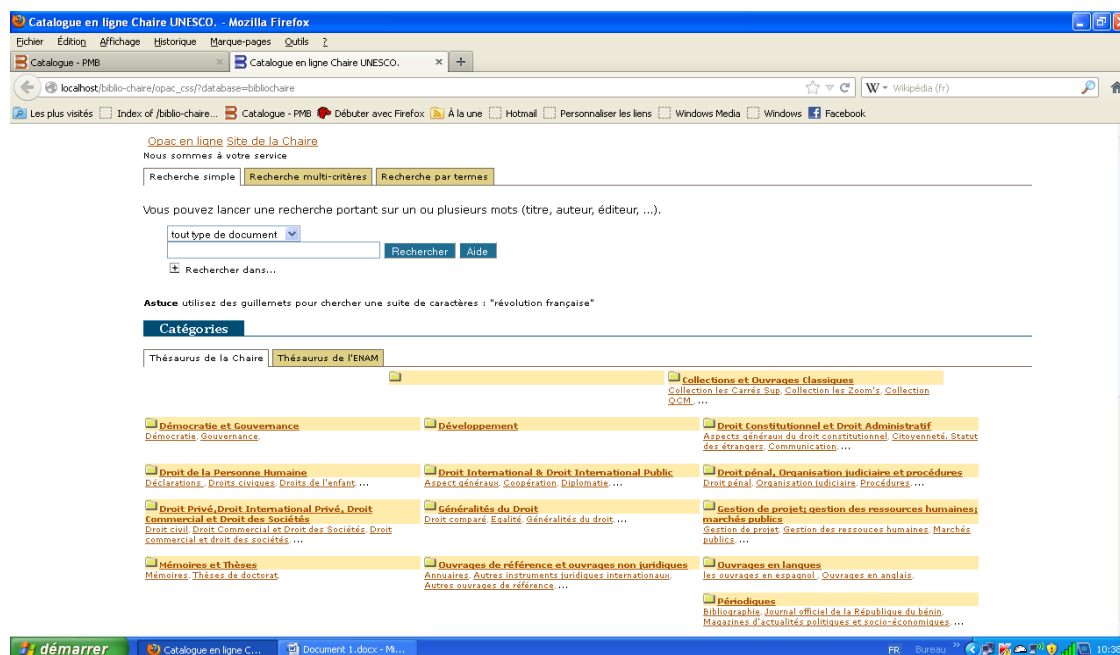 Catalogue en ligne Chaire UNESCO. - Mozilla Firefox
Fichier Édition Affichage Historique Marque-pages Outils ?
Catalogue - PMB × Catalogue en ligne Chaire UNESCO. × +
localhost/biblio-chaire/opac_css/?database=bibliochaire W Wikipédia (fr)
Les plus visités Index of /biblio-chaire... Catalogue - PMB Débuter avec Firefox À la une Hotmail Personnaliser les liens Windows Media Windows Facebook
Opac en ligne Site de la Chaire
Nous sommes à votre service
Recherche simple Recherche multi-critères Recherche par termes
Vous pouvez lancer une recherche portant sur un ou plusieurs mots (titre, auteur, éditeur, ...).
tout type de document
Rechercher Aide
Rechercher dans...
Astuce utilisez des guillemets pour chercher une suite de caractères : "révolution française"
Catégories
Thésaurus de la Chaire Thésaurus de l'ENAM
Collections et Ouvrages Classiques
Collection les Carrés Sup, Collection les Zoom's, Collection
QCM, ...
Démocratie et Gouvernance
Démocratie, Gouvernance,
Développement
Droit Constitutionnel et Droit Administratif
Aspects généraux du droit constitutionnel, Citoyenneté, Statut
des étrangers, Communication, ...
Droit de la Personne Humaine
Déclarations , Droits civiques, Droits de l'enfant, ...
Droit International & Droit International Public
Aspect généraux, Coopération, Diplomatie, ...
Droit pénal, Organisation judiciaire et procédures
Droit pénal, Organisation judiciaire, Procédures, ...
Droit Privé,Droit International Privé, Droit
Commercial et Droit des Sociétés
Droit civil, Droit Commercial et Droit des Sociétés, Droit
commercial et droit des sociétés, ...
Généralités du Droit
Droit comparé, Egalité, Généralités du droit, ...
Gestion de projet; gestion des ressources humaines;
marchés publics
Gestion de projet, Gestion des ressouces humaines, Marchés
publics, ...
Mémoires et Thèses
Mémoires, Thèses de doctorat,
Ouvrages de référence et ouvrages non juridiques
Annuaires, Autres instruments juridiques internationaux,
Autres ouvrages de référence, ...
Ouvrages en langues
les ouvrages en espagnol , Ouvrages en anglais,
Périodiques
Bibliographie, Journal officiel de la République du bénin,
Magazines d'actualités politiques et socio-économiques, ...
démarrer Catalogue en ligne C... Document 1.docx - Mi... FR Bureau » 10:38